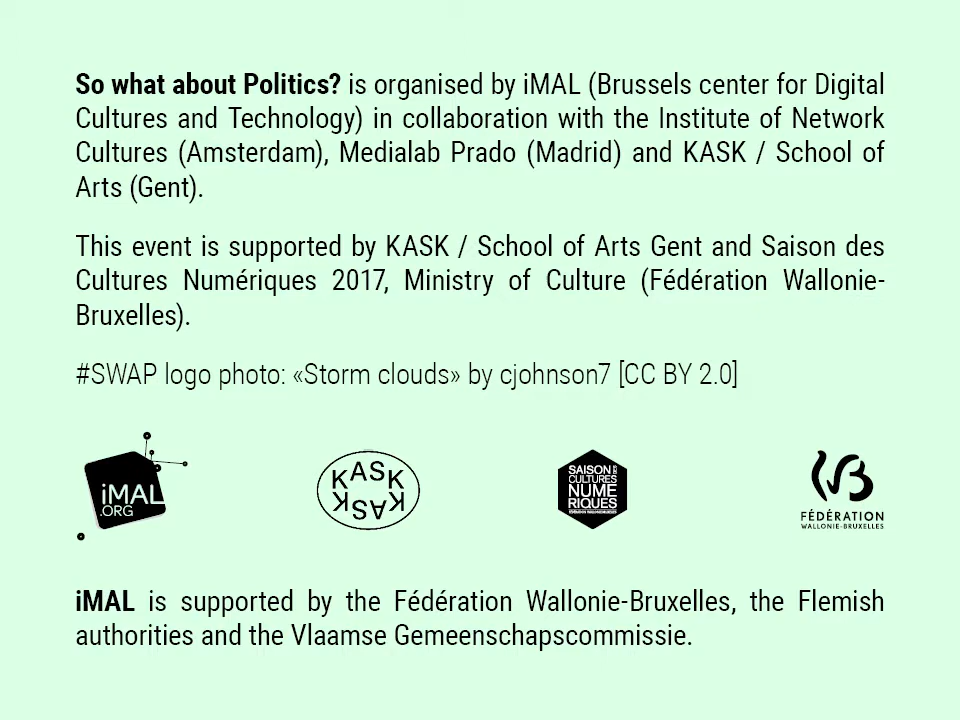 So what about Politics? is organised by iMAL (Brussels center for Digital
Cultures and Technology) in collaboration with the Institute of Network
Cultures (Amsterdam), Medialab Prado (Madrid) and KASK / School of
Arts (Gent).
This event is supported by KASK / School of Arts Gent and Saison des
Cultures Numériques 2017, Ministry of Culture (Fédération Wallonie-
Bruxelles).
#SWAP logo photo: «Storm clouds» by cjohnson7 [CC BY 2.0]
iMAL
.ORG
KASK
KASK
SAISON
CULTURES
NUME
RIQUES
FÉDÉRATION
WALLONIE-BRUXELLES
iMAL is supported by the Fédération Wallonie-Bruxelles, the Flemish
authorities and the Vlaamse Gemeenschapscommissie.